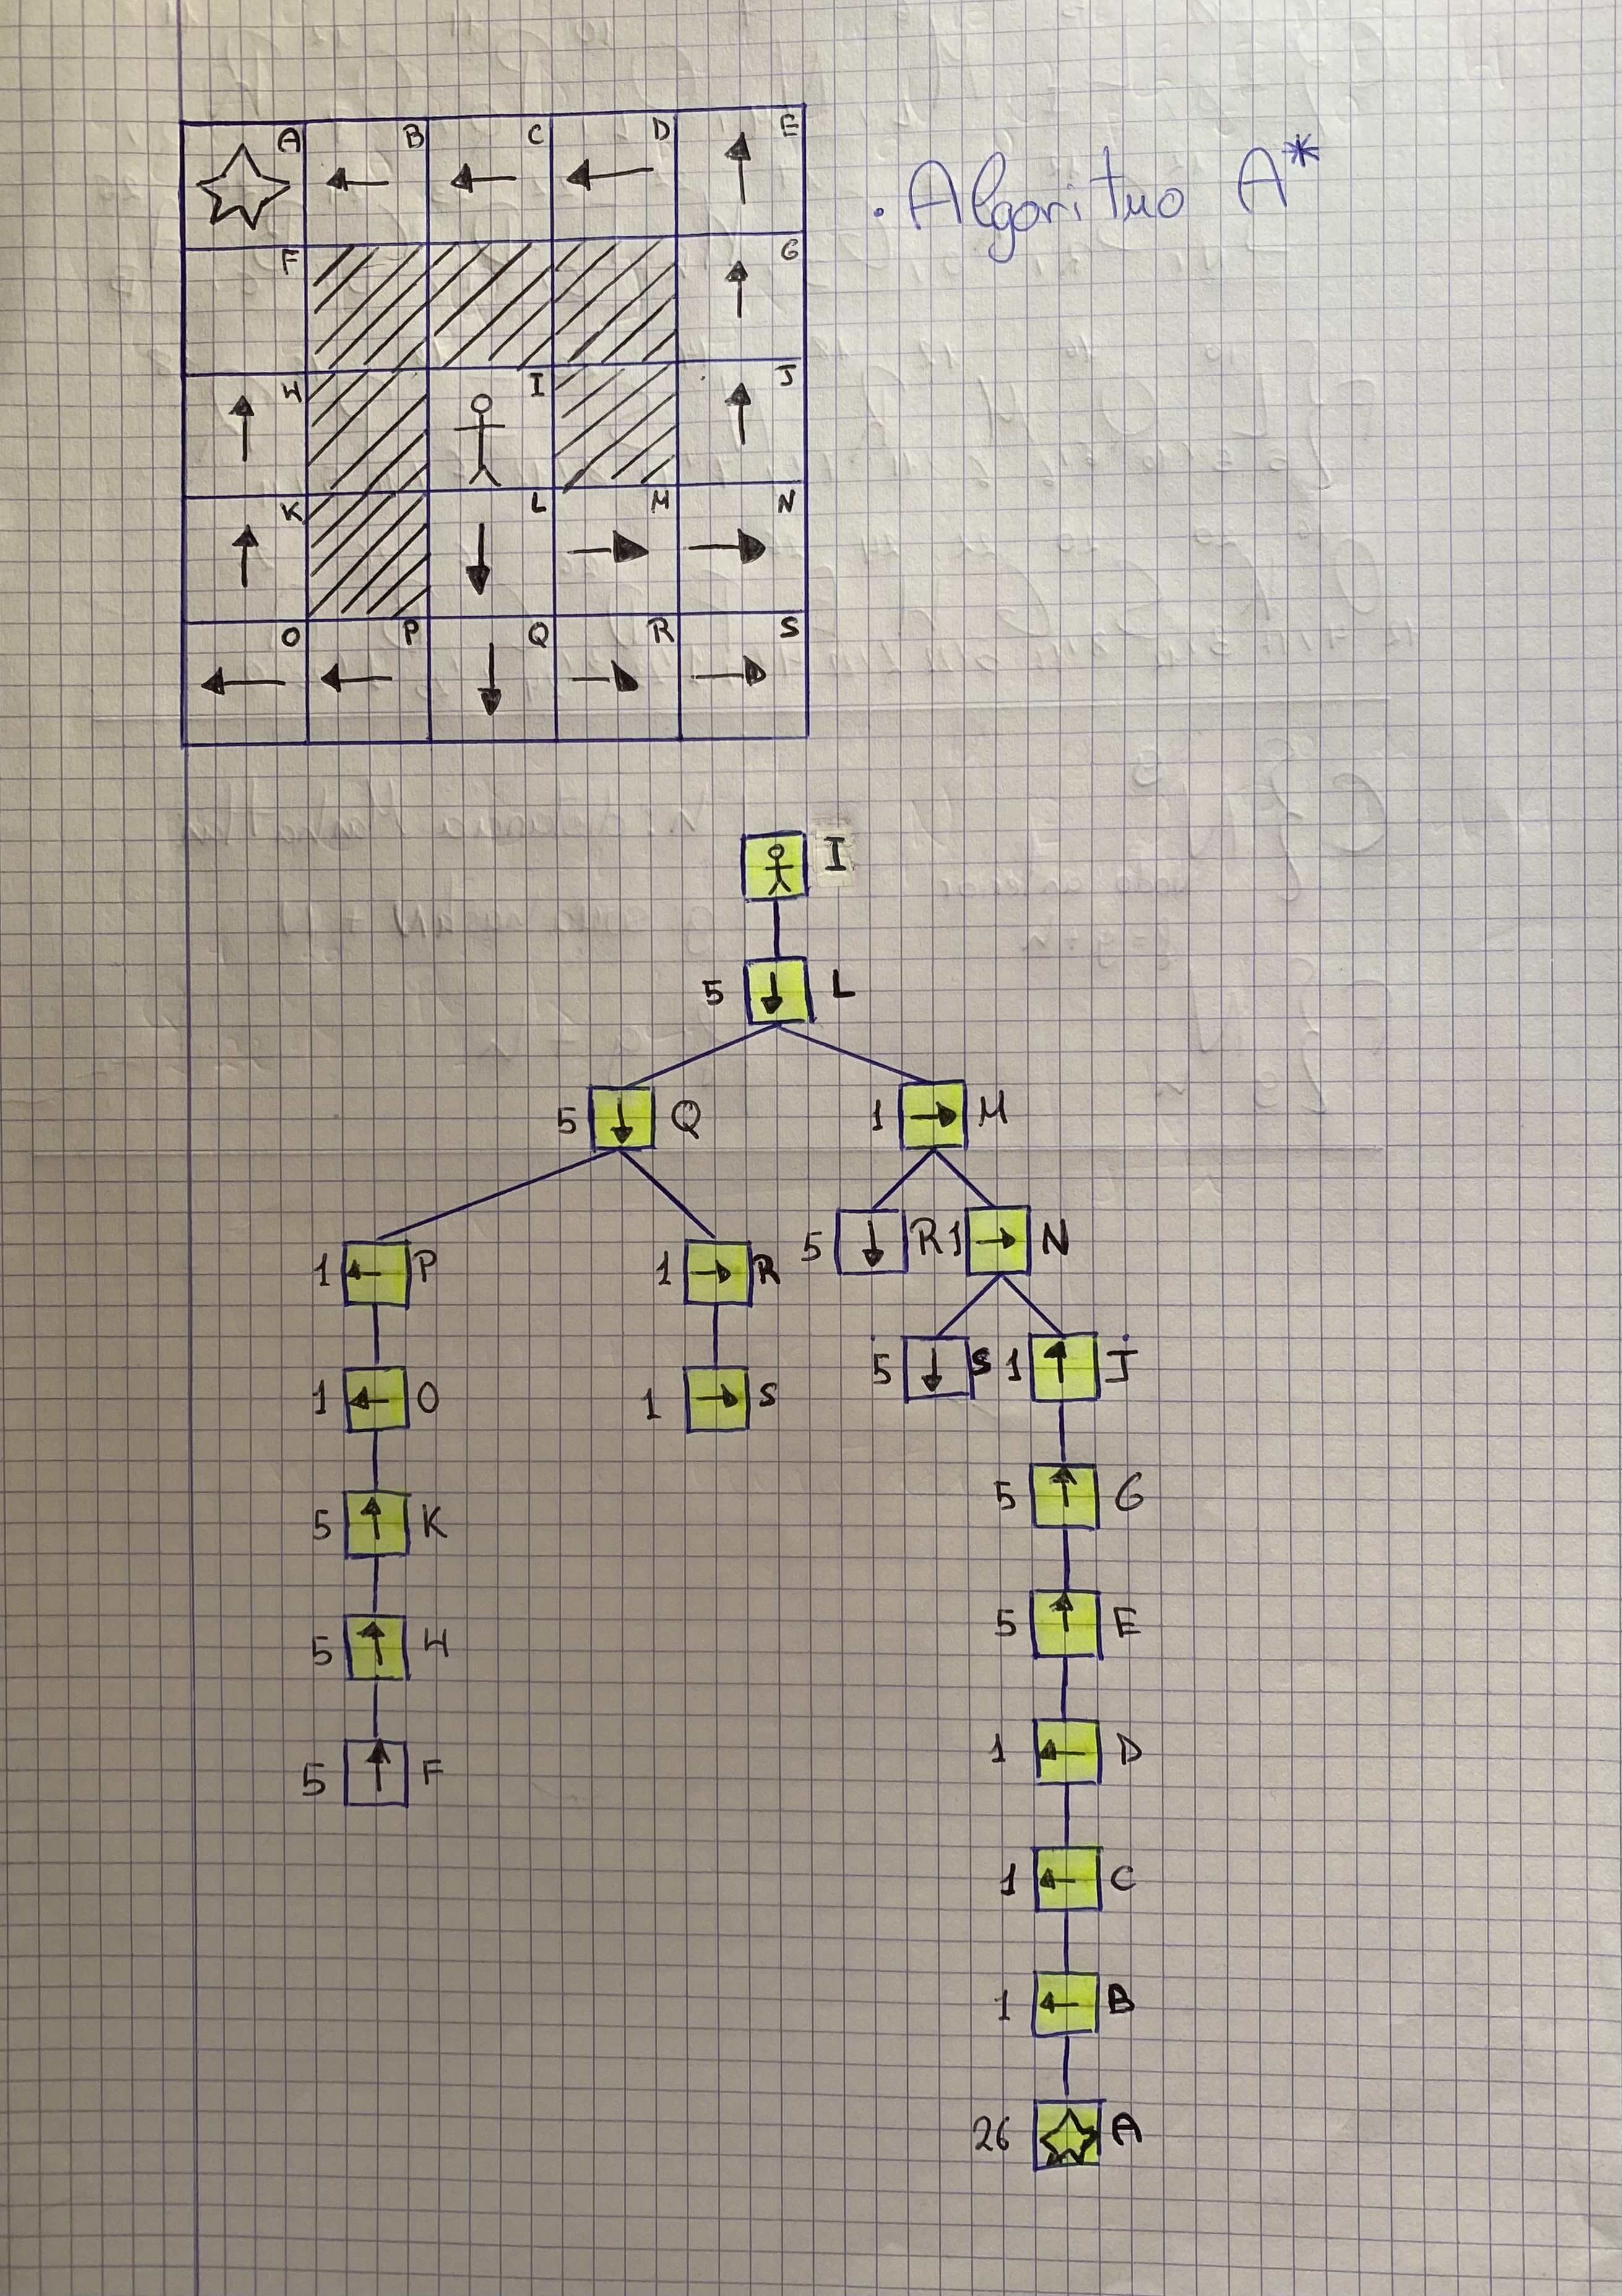 A B C D E
. Algoritmo A*
F G
H I J
K L M N
O P Q R S
I
5 L
5 Q 1 M
1 P 1 R 5 R 1 N
1 O 1 S 5 S 1 J
5 K 5 G
5 H 5 E
5 F 1 D
1 C
1 B
26 A